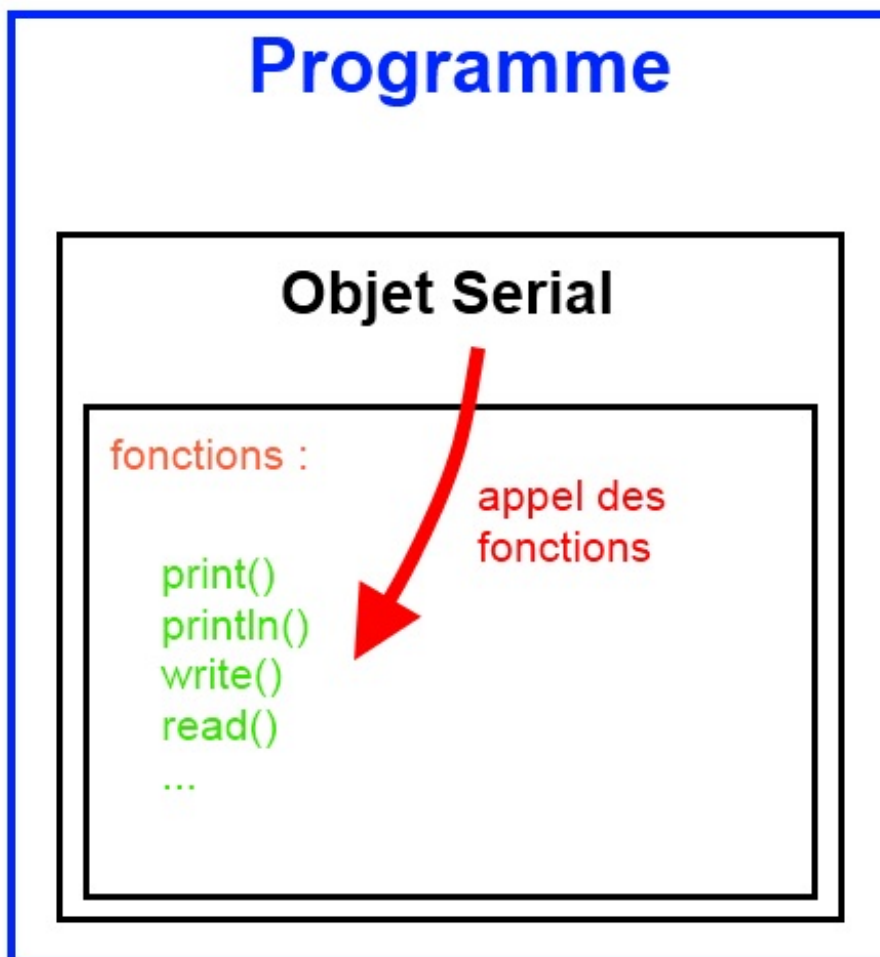 Programme
Objet Serial
fonctions :
appel des
fonctions
print()
println()
write()
read()
...